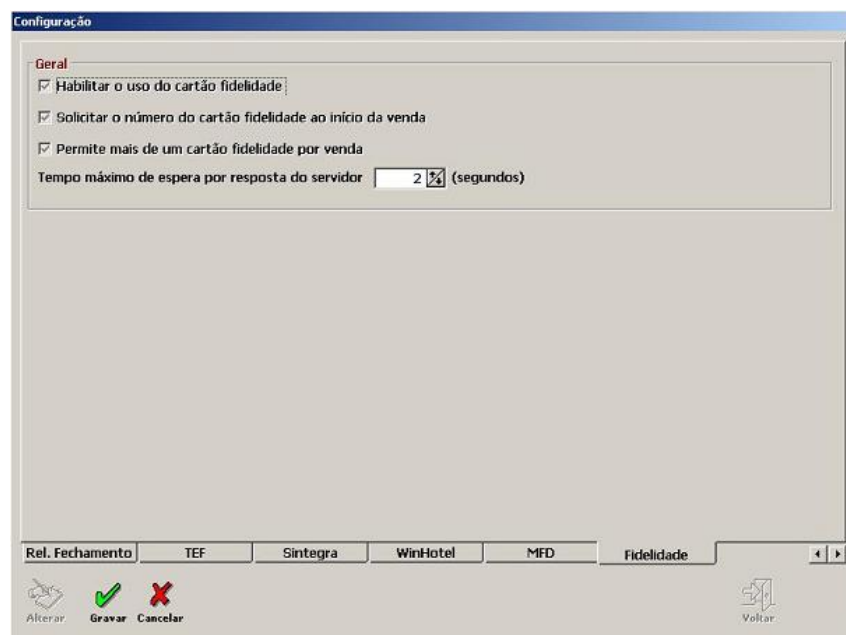 Configuração
Geral
Habilitar o uso do cartão fidelidade
Solicitar o número do cartão fidelidade ao início da venda
Permite mais de um cartão fidelidade por venda
Tempo máximo de espera por resposta do servidor 2 (segundos)
Rel. Fechamento TEF Sintegra WinHotel MFD Fidelidade
Alterar Gravar Cancelar Voltar